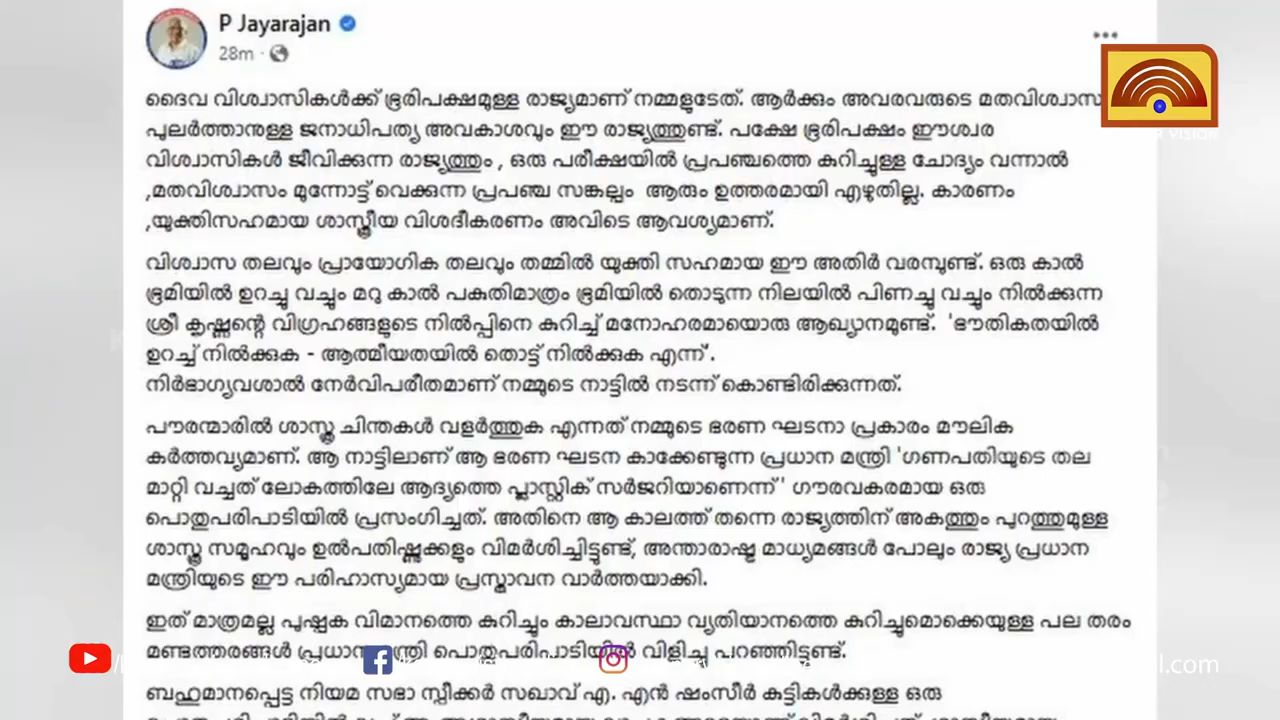 P Jayarajan
28m
ദൈവ വിശ്വാസികൾക്ക് ഭൂരിപക്ഷമുള്ള രാജ്യമാണ് നമ്മളുടേത്. ആർക്കും അവരവരുടെ മതവിശ്വാസ
പുലർത്താനുള്ള ജനാധിപത്യ അവകാശവും ഈ രാജ്യത്തുണ്ട്. പക്ഷേ ഭൂരിപക്ഷം ഈശ്വര
വിശ്വാസികൾ ജീവിക്കുന്ന രാജ്യത്തും , ഒരു പരീക്ഷയിൽ പ്രപഞ്ചത്തെ കുറിച്ചുള്ള ചോദ്യം വന്നാൽ
,മതവിശ്വാസം മുന്നോട്ട് വെക്കുന്ന പ്രപഞ്ച സങ്കല്പം ആരും ഉത്തരമായി എഴുതില്ല. കാരണം
,യുക്തിസഹമായ ശാസ്ത്രീയ വിശദീകരണം അവിടെ ആവശ്യമാണ്.
വിശ്വാസ തലവും പ്രായോഗിക തലവും തമ്മിൽ യുക്തി സഹമായ ഈ അതിർ വരമ്പുണ്ട്. ഒരു കാൽ
ഭൂമിയിൽ ഉറച്ചു വച്ചും മറു കാൽ പകുതിമാത്രം ഭൂമിയിൽ തൊടുന്ന നിലയിൽ പിണച്ചു വച്ചും നിൽക്കുന്ന
ശ്രീ കൃഷ്ണന്റെ വിഗ്രഹങ്ങളുടെ നിൽപ്പിനെ കുറിച്ച് മനോഹരമായൊരു ആഖ്യാനമുണ്ട്. 'ഭൗതികതയിൽ
ഉറച്ച് നിൽക്കുക - ആത്മീയതയിൽ തൊട്ട് നിൽക്കുക എന്ന്'.
നിർഭാഗ്യവശാൽ നേർവിപരീതമാണ് നമ്മുടെ നാട്ടിൽ നടന്ന് കൊണ്ടിരിക്കുന്നത്.
പൗരന്മാരിൽ ശാസ്ത്ര ചിന്തകൾ വളർത്തുക എന്നത് നമ്മുടെ ഭരണ ഘടനാ പ്രകാരം മൗലിക
കർത്തവ്യമാണ്. ആ നാട്ടിലാണ് ആ ഭരണ ഘടന കാക്കേണ്ടുന്ന പ്രധാന മന്ത്രി 'ഗണപതിയുടെ തല
മാറ്റി വച്ചത് ലോകത്തിലേ ആദ്യത്തെ പ്ലാസ്റ്റിക് സർജറിയാണെന്ന് ' ഗൗരവകരമായ ഒരു
പൊതുപരിപാടിയിൽ പ്രസംഗിച്ചത്. അതിനെ ആ കാലത്ത് തന്നെ രാജ്യത്തിന് അകത്തും പുറത്തുമുള്ള
ശാസ്ത്ര സമൂഹവും ഉൽപതിഷ്ണുക്കളും വിമർശിച്ചിട്ടുണ്ട്, അന്താരാഷ്ട്ര മാധ്യമങ്ങൾ പോലും രാജ്യ പ്രധാന
മന്ത്രിയുടെ ഈ പരിഹാസ്യമായ പ്രസ്താവന വാർത്തയാക്കി.
ഇത് മാത്രമല്ല പുഷ്പക വിമാനത്തെ കുറിച്ചും കാലാവസ്ഥാ വ്യതിയാനത്തെ കുറിച്ചുമൊക്കെയുള്ള പല തരം
മണ്ടത്തരങ്ങൾ പ്രധാന മന്ത്രി പൊതുപരിപാടിയിൽ വിളിച്ചു പറഞ്ഞിട്ടുണ്ട്.
ബഹുമാനപ്പെട്ട നിയമ സഭാ സ്പീക്കർ സഖാവ് എ. എൻ ഷംസീർ കുട്ടികൾക്കുള്ള ഒരു